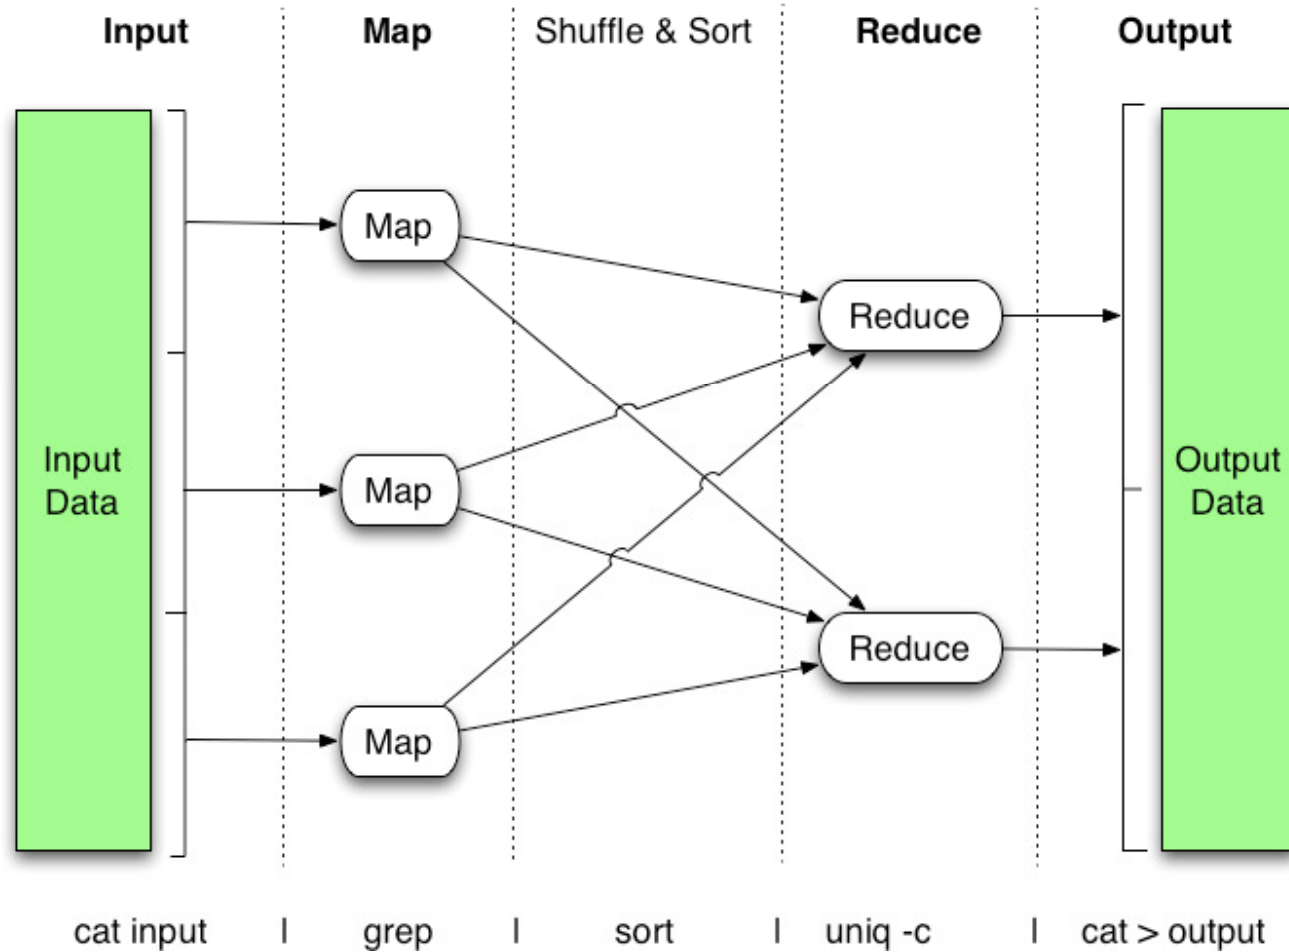 Input Map Shuffle & Sort Reduce Output
Map
Reduce
Input
Data
Map
Output
Data
Reduce
Map
cat input | grep | sort | uniq -c | cat > output